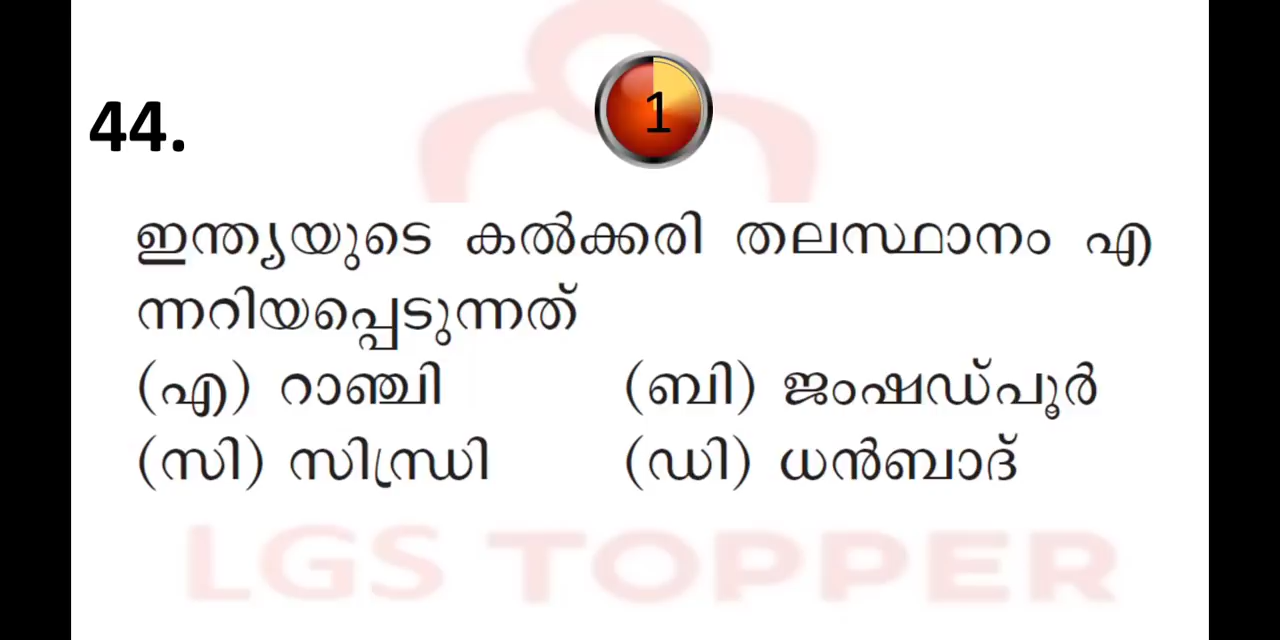 44.
1
ഇന്ത്യയുടെ കൽക്കരി തലസ്ഥാനം എ
ന്നറിയപ്പെടുന്നത്
(എ) റാഞ്ചി (ബി) ജംഷഡ്പൂർ
(സി) സിന്ധ്രി (ഡി) ധൻബാദ്
LGS TOPPER